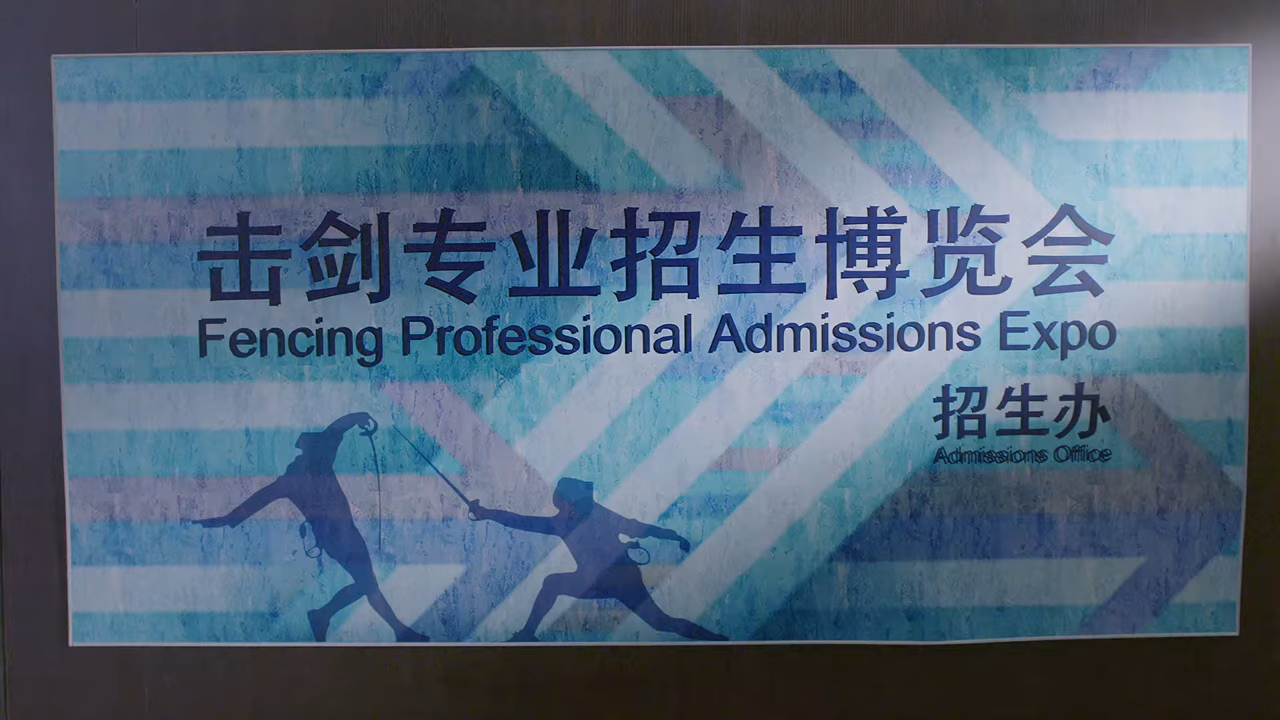 击剑专业招生博览会
Fencing Professional Admissions Expo
招生办
Admissions Office